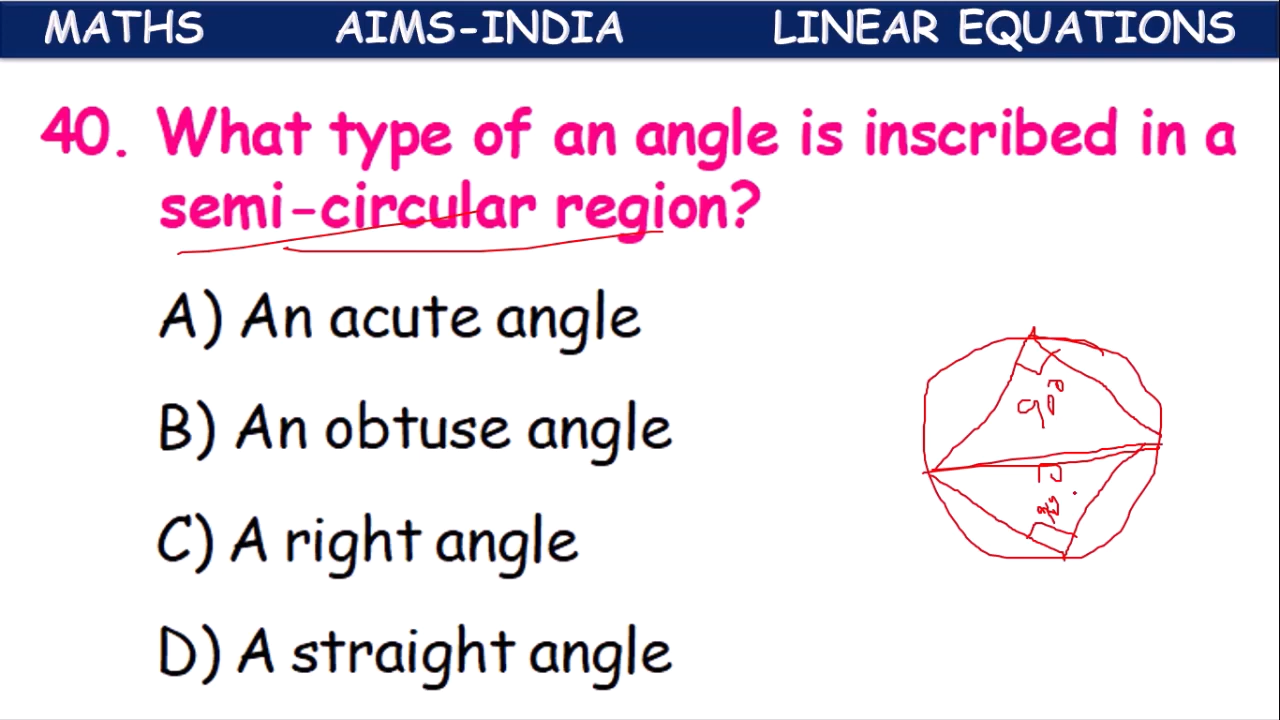 MATHS AIMS-INDIA LINEAR EQUATIONS
40. What type of an angle is inscribed in a
semi-circular region?
A) An acute angle
B) An obtuse angle
C) A right angle
D) A straight angle
90°